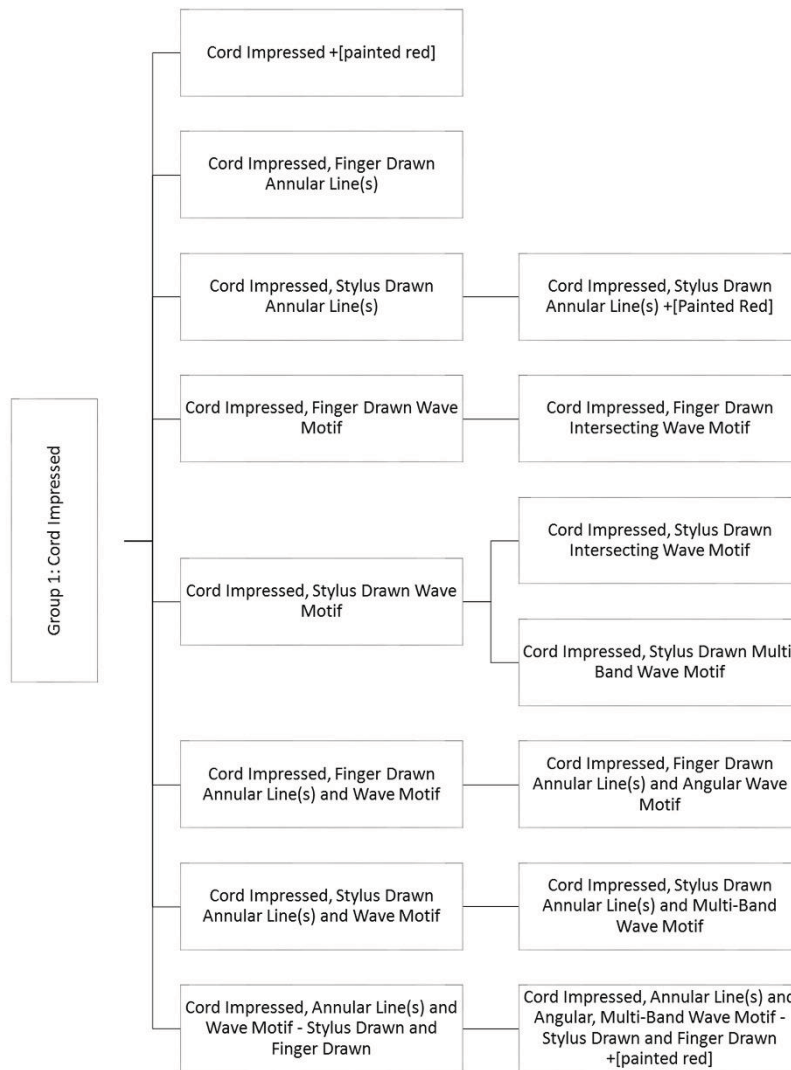 Group 1: Cord Impressed
Cord Impressed +[painted red]
Cord Impressed, Finger Drawn
Annular Line(s)
Cord Impressed, Stylus Drawn
Annular Line(s)
Cord Impressed, Stylus Drawn
Annular Line(s) +[Painted Red]
Cord Impressed, Finger Drawn Wave
Motif
Cord Impressed, Finger Drawn
Intersecting Wave Motif
Cord Impressed, Stylus Drawn Wave
Motif
Cord Impressed, Stylus Drawn
Intersecting Wave Motif
Cord Impressed, Stylus Drawn Multi
Band Wave Motif
Cord Impressed, Finger Drawn
Annular Line(s) and Wave Motif
Cord Impressed, Finger Drawn
Annular Line(s) and Angular Wave
Motif
Cord Impressed, Stylus Drawn
Annular Line(s) and Wave Motif
Cord Impressed, Stylus Drawn
Annular Line(s) and Multi-Band
Wave Motif
Cord Impressed, Annular Line(s) and
Wave Motif - Stylus Drawn and
Finger Drawn
Cord Impressed, Annular Line(s) and
Angular, Multi-Band Wave Motif -
Stylus Drawn and Finger Drawn
+[painted red]